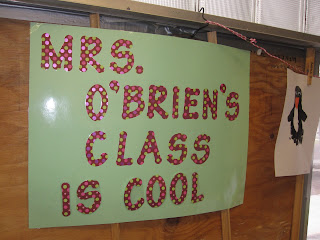 MRS.
O'BRIEN'S
CLASS
IS COOL